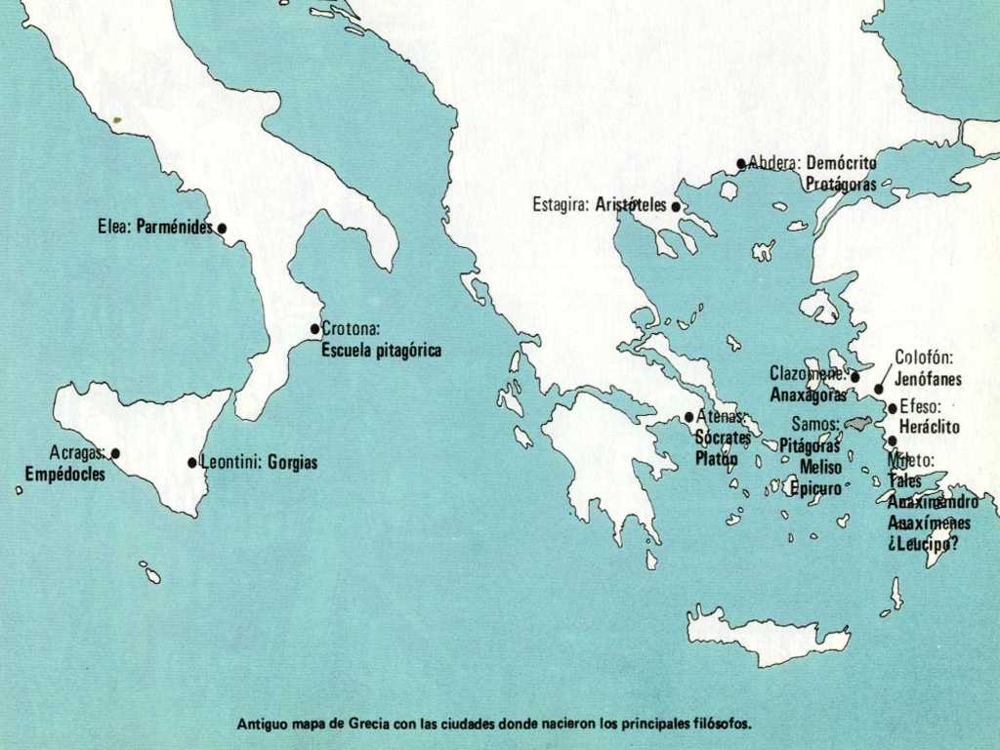 Abdera: Demócrito
Protágoras
Estagira: Aristóteles
Elea: Parménides
Crotona:
Escuela pitagórica
Colofón:
Jenófanes
Clazomene:
Anaxágoras
Efeso:
Heráclito
Atenas:
Sócrates
Platón
Samos:
Pitágoras
Meliso
Epicuro
Acragas:
Empédocles
Leontini: Gorgias
Mileto:
Tales
Anaximandro
Anaxímenes
¿Leucipo?
Antiguo mapa de Grecia con las ciudades donde nacieron los principales filósofos.